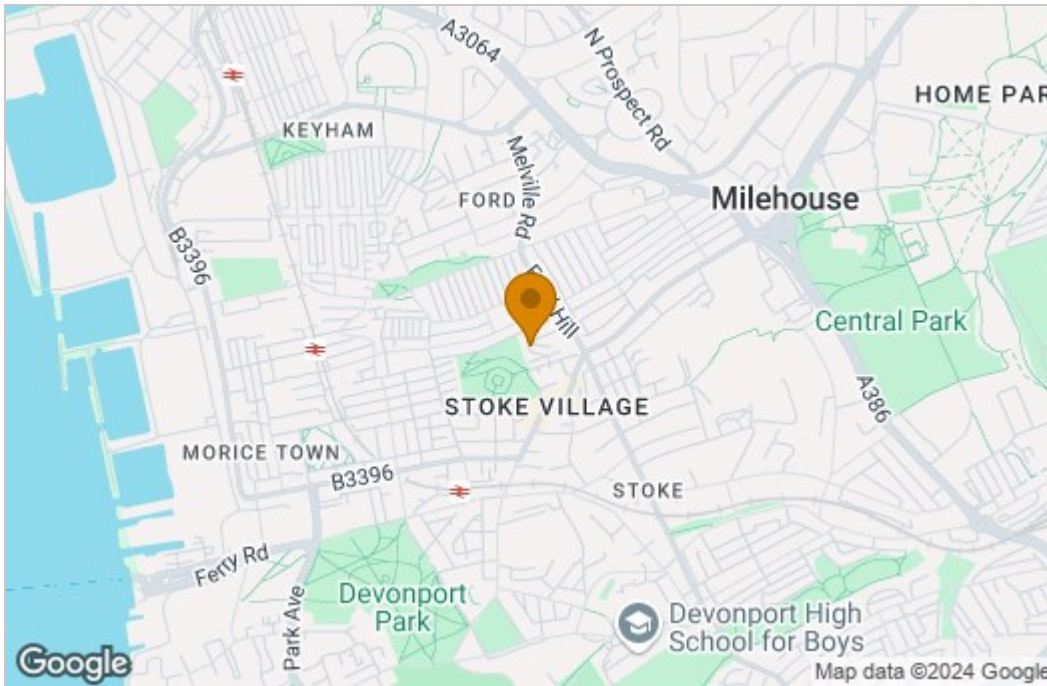 A3064
N Prospect Rd
HOME PAR
KEYHAM
Melville Rd
FORD
Milehouse
B3396
Hill
Central Park
STOKE VILLAGE
A386
MORICE TOWN
B3396
STOKE
Ferry Rd
Devonport
Park
Park Ave
Devonport High
School for Boys
Google
Map data ©2024 Google